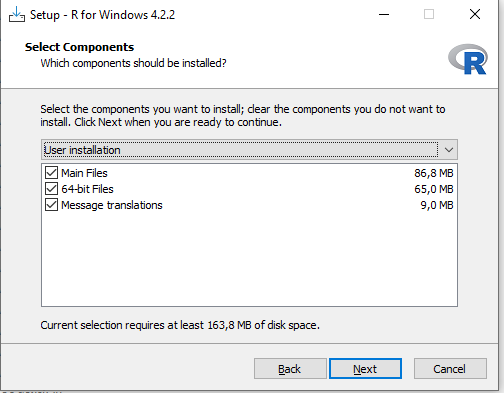 Setup - R for Windows 4.2.2
Select Components
Which components should be installed?
R
Select the components you want to install; clear the components you do not want to
install. Click Next when you are ready to continue.
User installation
Main Files 86,8 MB
64-bit Files 65,0 MB
Message translations 9,0 MB
Current selection requires at least 163,8 MB of disk space.
Back Next Cancel